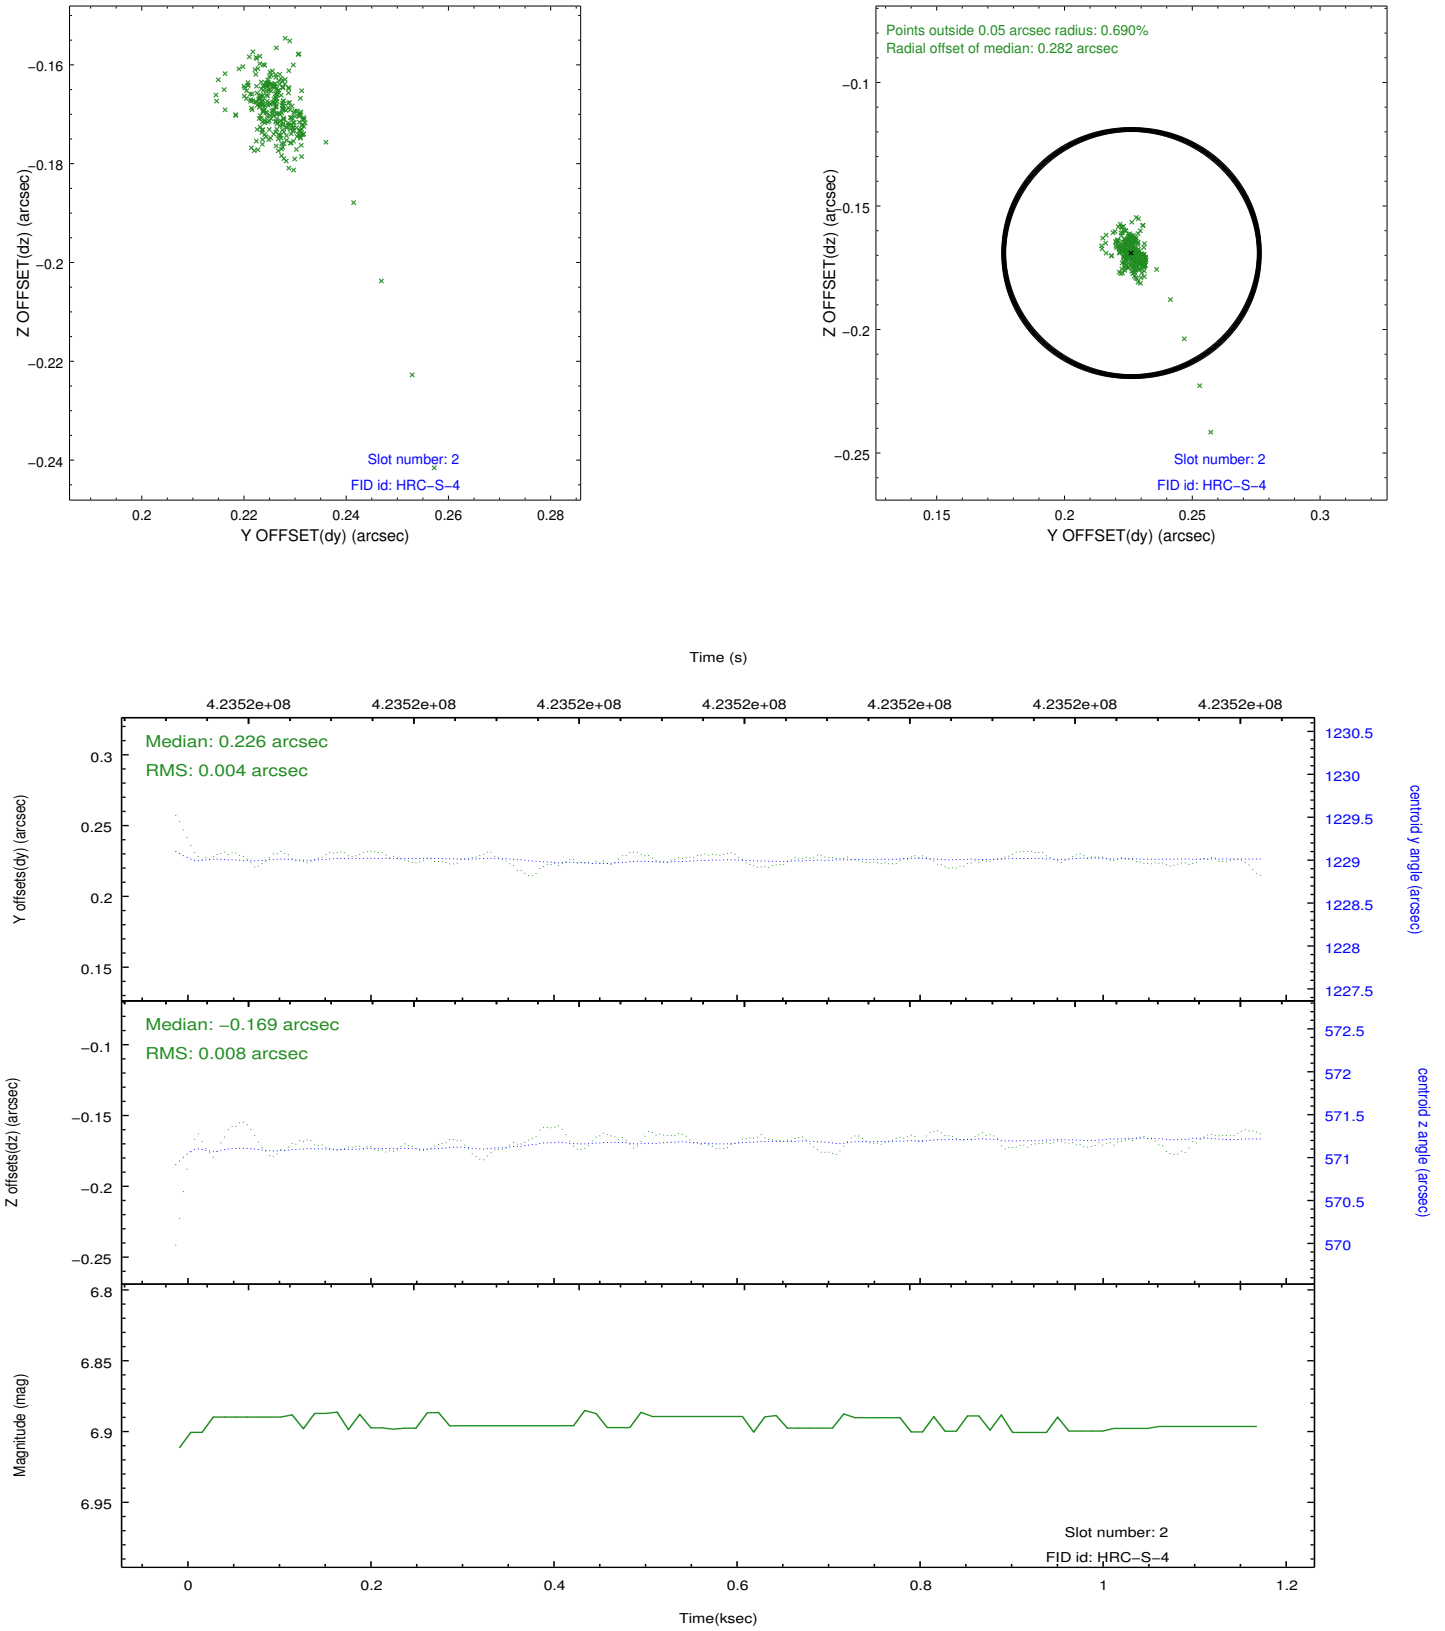 −0.16
−0.18
−0.2
−0.22
−0.24
Z OFFSET(dz) (arcsec)
Slot number: 2
FID id: HRC−S−4
0.2 0.22 0.24 0.26 0.28
Y OFFSET(dy) (arcsec)
Points outside 0.05 arcsec radius: 0.690%
Radial offset of median: 0.282 arcsec
−0.1
−0.15
−0.2
−0.25
Z OFFSET(dz) (arcsec)
Slot number: 2
FID id: HRC−S−4
0.15 0.2 0.25 0.3
Y OFFSET(dy) (arcsec)
Time (s)
4.2352e+08 4.2352e+08 4.2352e+08 4.2352e+08 4.2352e+08 4.2352e+08 4.2352e+08
Median: 0.226 arcsec
RMS: 0.004 arcsec
0.3
0.25
0.2
0.15
Y offsets(dy) (arcsec)
1230.5
1230
1229.5
1229
1228.5
1228
1227.5
centroid y angle (arcsec)
Median: −0.169 arcsec
RMS: 0.008 arcsec
−0.1
−0.15
−0.2
−0.25
Z offsets(dz) (arcsec)
572.5
572
571.5
571
570.5
570
centroid z angle (arcsec)
6.8
6.85
6.9
6.95
Magnitude (mag)
Slot number: 2
FID id: HRC−S−4
0 0.2 0.4 0.6 0.8 1 1.2
Time(ksec)